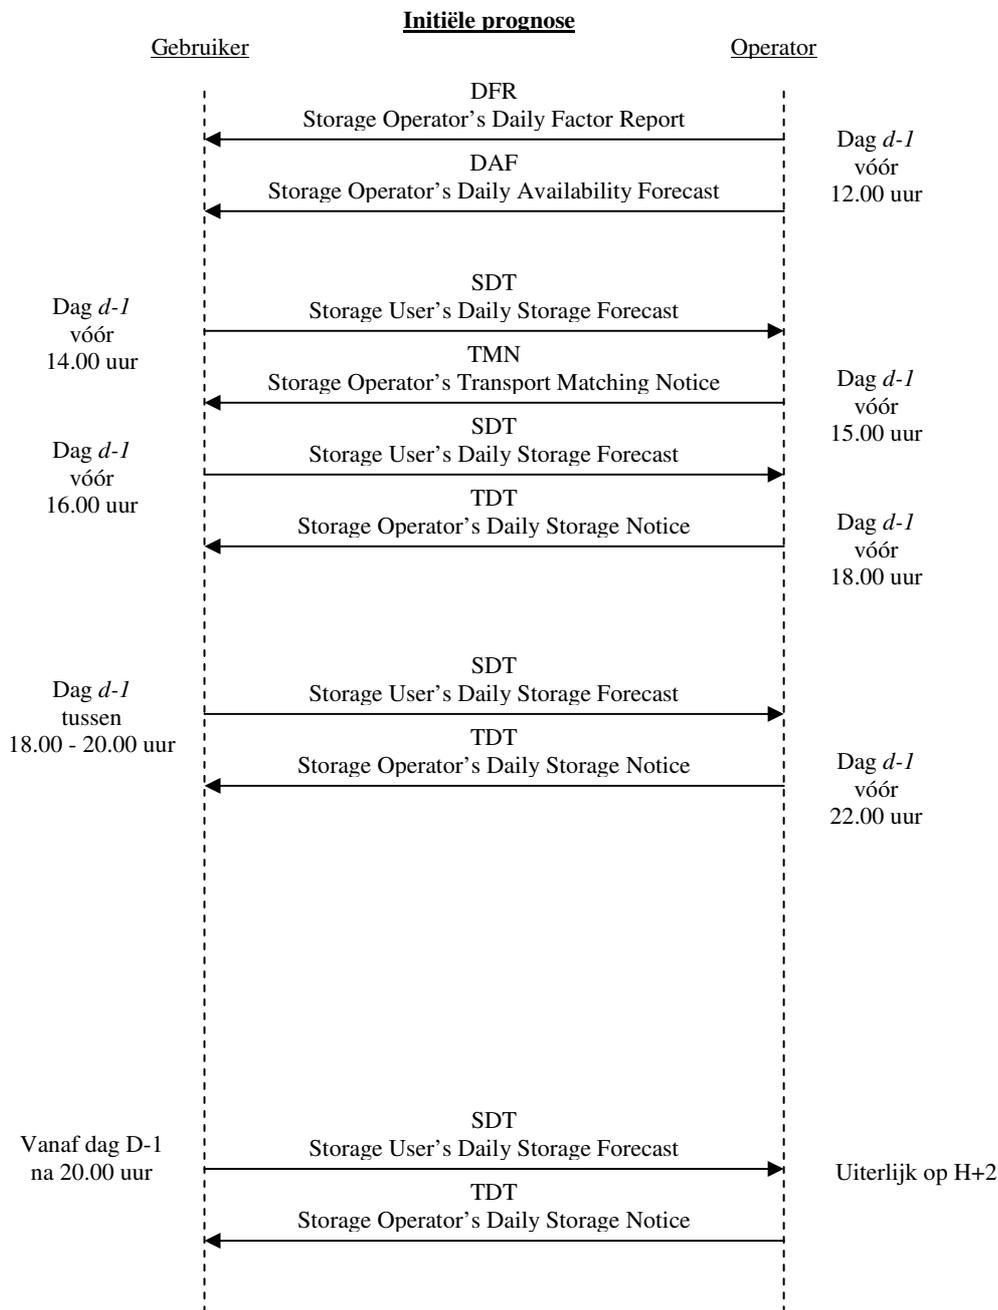 Initiële prognose
Gebruiker
Operator
DFR
Storage Operator's Daily Factor Report
Dag d-1
vóór
12.00 uur
DAF
Storage Operator's Daily Availability Forecast
Dag d-1
vóór
14.00 uur
SDT
Storage User's Daily Storage Forecast
TMN
Storage Operator's Transport Matching Notice
Dag d-1
vóór
15.00 uur
Dag d-1
vóór
16.00 uur
SDT
Storage User's Daily Storage Forecast
TDT
Storage Operator's Daily Storage Notice
Dag d-1
vóór
18.00 uur
Dag d-1
tussen
18.00 - 20.00 uur
SDT
Storage User's Daily Storage Forecast
TDT
Storage Operator's Daily Storage Notice
Dag d-1
vóór
22.00 uur
Vanaf dag D-1
na 20.00 uur
SDT
Storage User's Daily Storage Forecast
Uiterlijk op H+2
TDT
Storage Operator's Daily Storage Notice